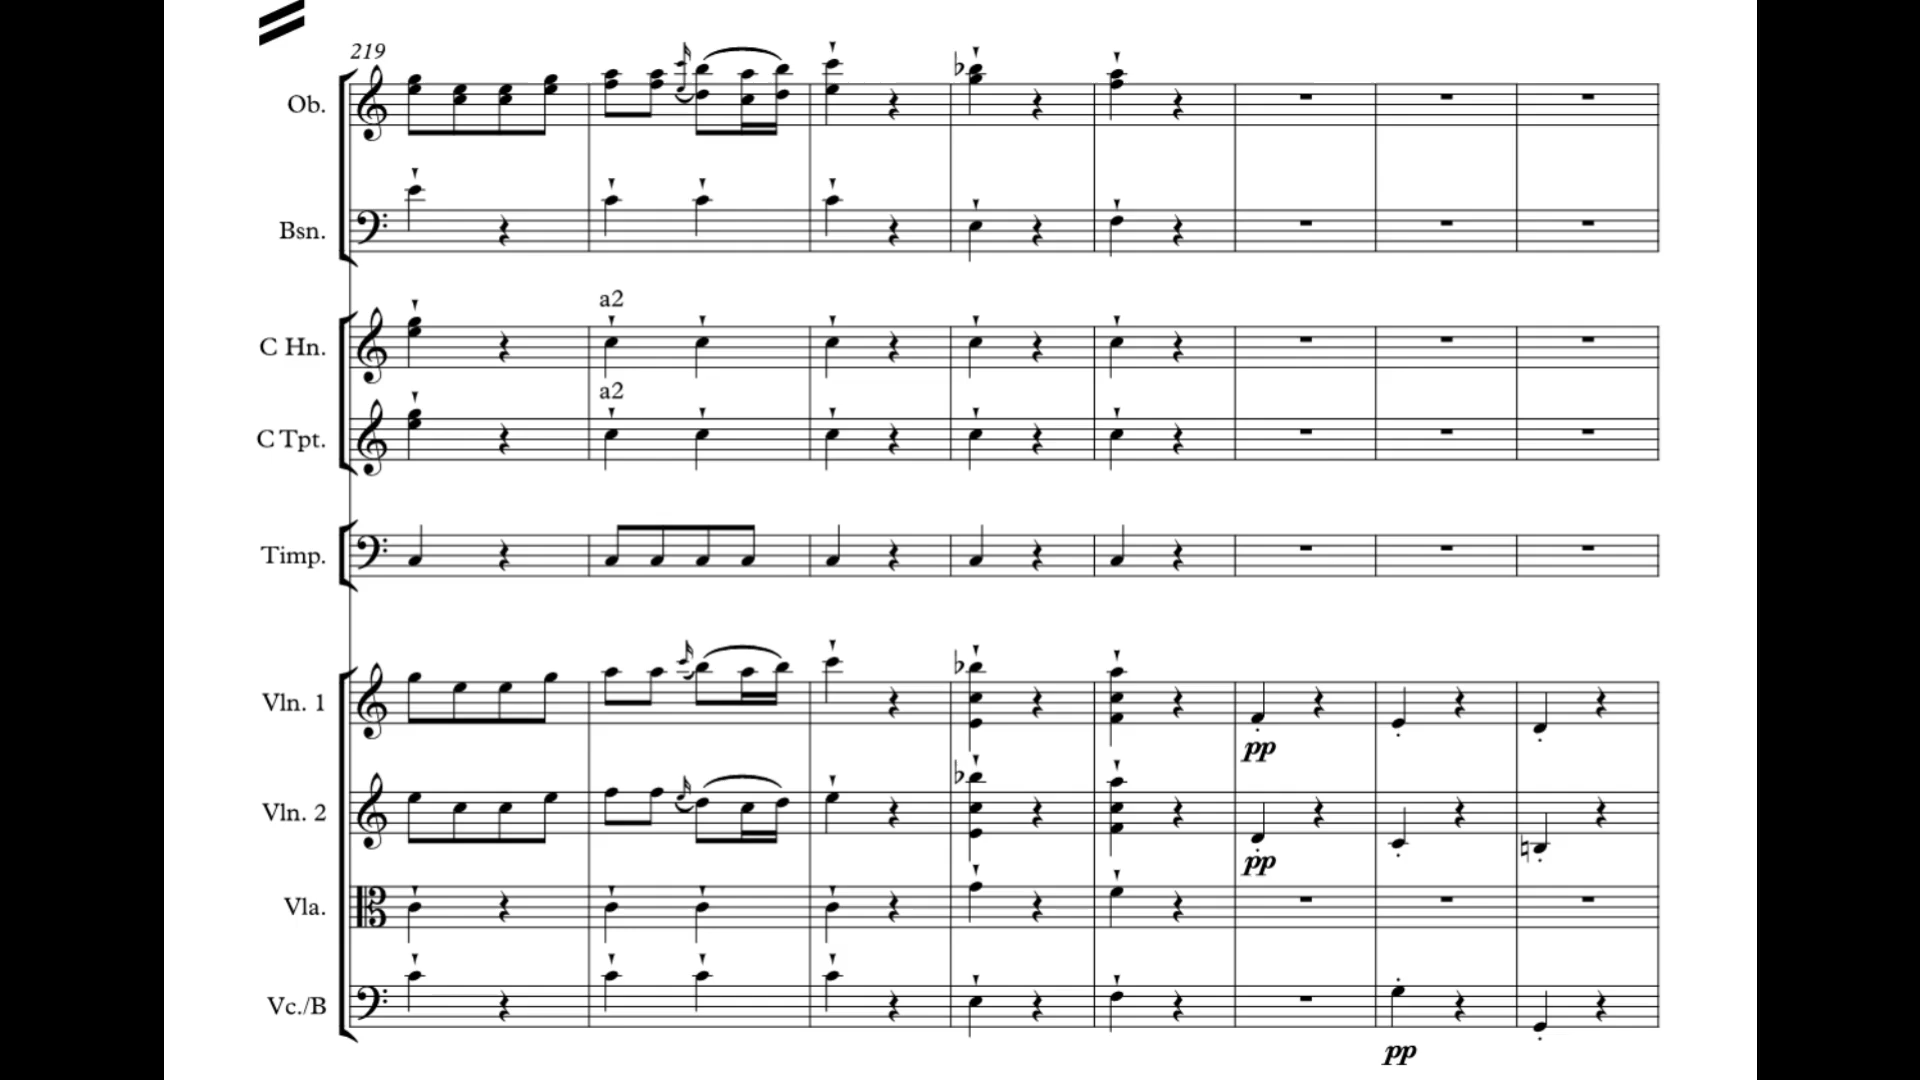 219
Ob.
Bsn.
a2
C Hn.
a2
C Tpt.
Timp.
Vln. 1
pp
Vln. 2
pp
Vla.
Vc./B
pp